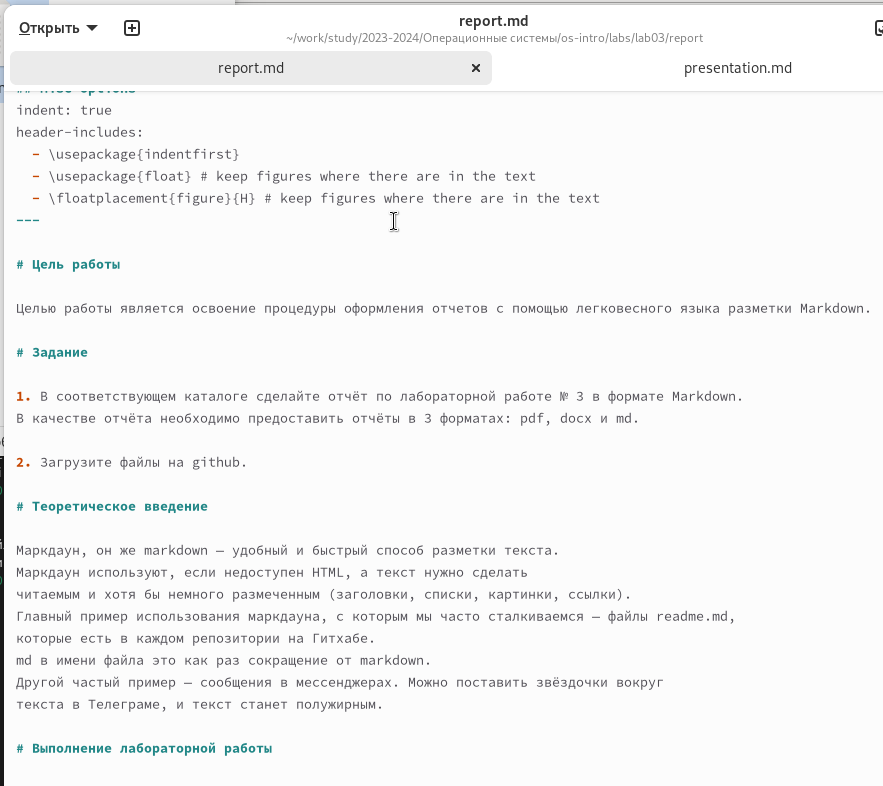 Открыть
report.md
~/work/study/2023-2024/Операционные системы/os-intro/labs/lab03/report
report.md
presentation.md
indent: true
header-includes:
- \usepackage{indentfirst}
- \usepackage{float} # keep figures where there are in the text
- \floatplacement{figure}{H} # keep figures where there are in the text
---
# Цель работы
Целью работы является освоение процедуры оформления отчетов с помощью легковесного языка разметки Markdown.
# Задание
1. В соответствующем каталоге сделайте отчёт по лабораторной работе № 3 в формате Markdown.
В качестве отчёта необходимо предоставить отчёты в 3 форматах: pdf, docx и md.
2. Загрузите файлы на github.
# Теоретическое введение
Маркдаун, он же markdown — удобный и быстрый способ разметки текста.
Маркдаун используют, если недоступен HTML, а текст нужно сделать
читаемым и хотя бы немного размеченным (заголовки, списки, картинки, ссылки).
Главный пример использования маркдауна, с которым мы часто сталкиваемся — файлы readme.md,
которые есть в каждом репозитории на Гитхабе.
md в имени файла это как раз сокращение от markdown.
Другой частый пример — сообщения в мессенджерах. Можно поставить звёздочки вокруг
текста в Телеграме, и текст станет полужирным.
# Выполнение лабораторной работы